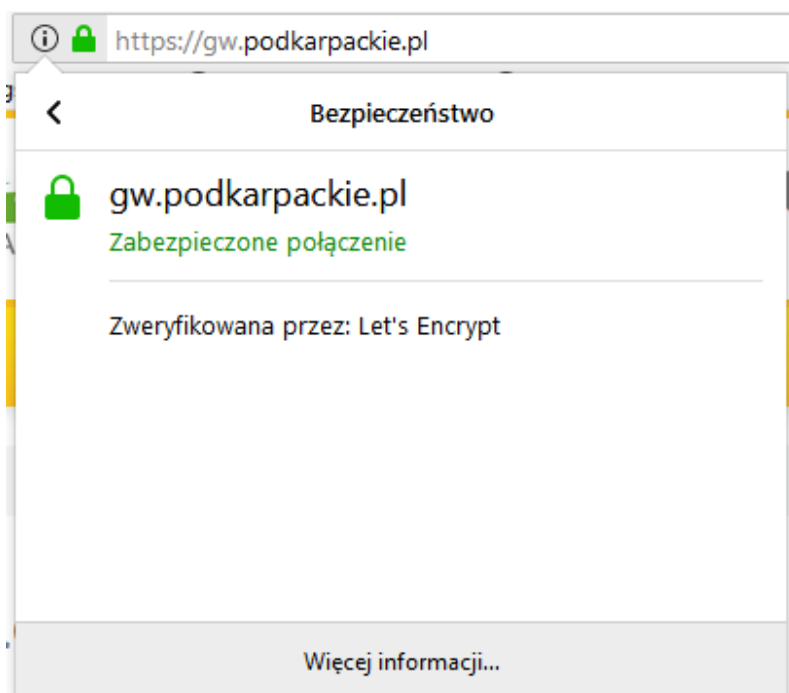 https://gw.podkarpackie.pl
Bezpieczeństwo
gw.podkarpackie.pl
Zabezpieczone połączenie
Zweryfikowana przez: Let's Encrypt
Więcej informacji...